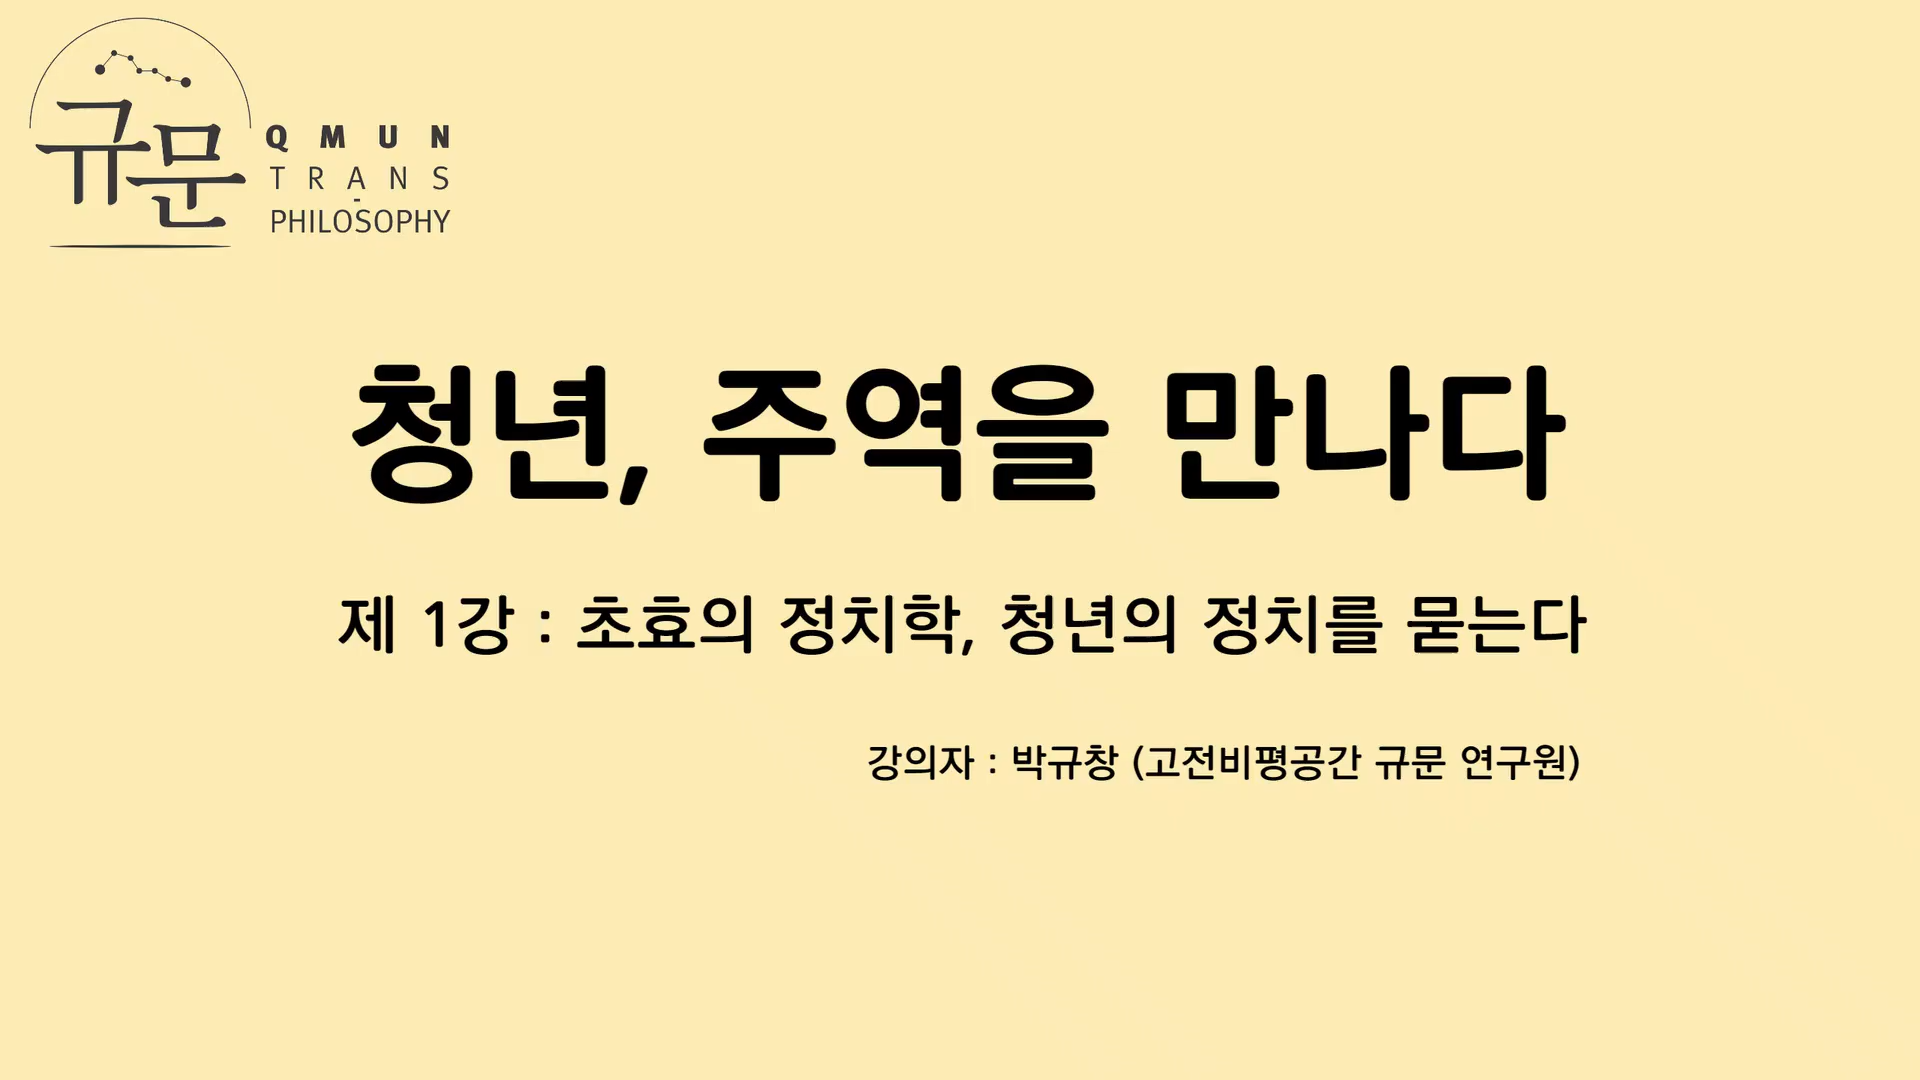 규문
QMUN
TRANS
-
PHILOSOPHY
청년, 주역을 만나다
제 1강 : 초효의 정치학, 청년의 정치를 묻는다
강의자 : 박규창 (고전비평공간 규문 연구원)